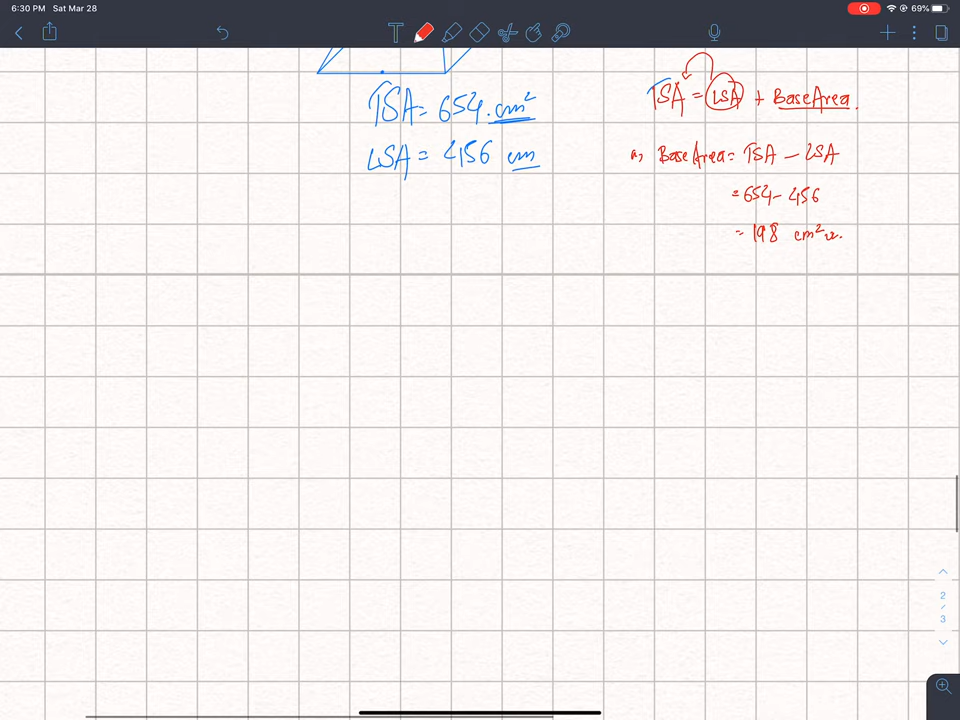 6:30 PM Sat Mar 28
69%
T
TSA = 654 cm²
LSA = 456 cm
TSA = LSA + Base Area.
Base Area = TSA - LSA
= 654 - 456
= 198 cm²
2
/
3